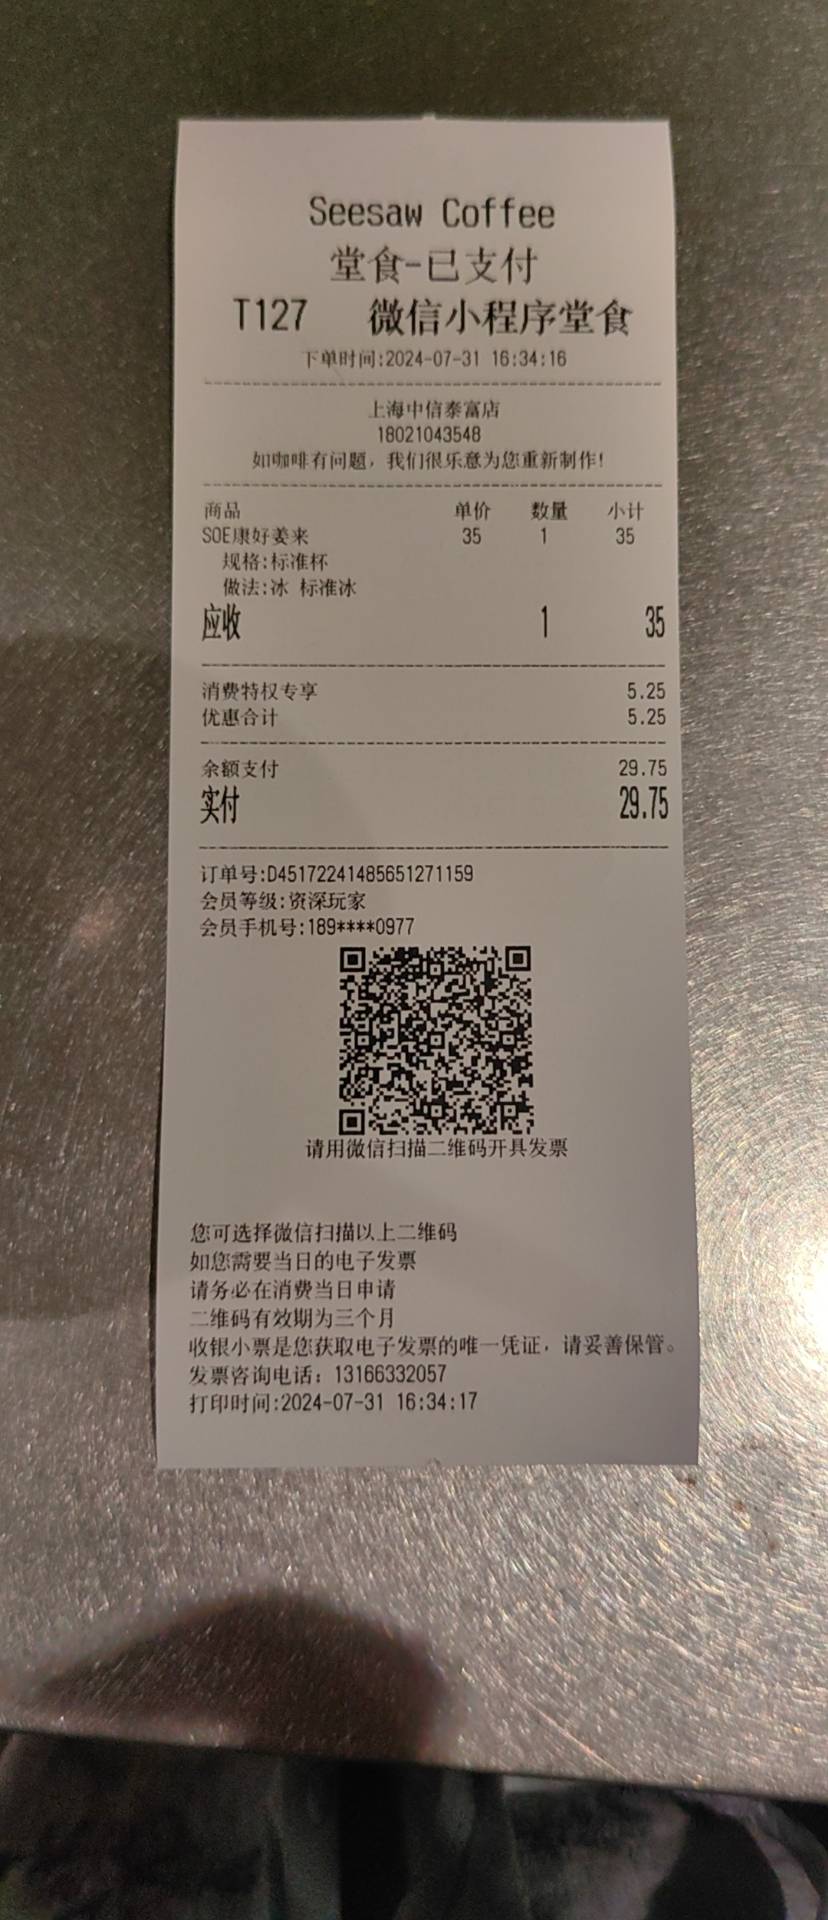 Seesaw Coffee
堂食-已支付
T127 微信小程序堂食
下单时间:2024-07-31 16:34:16
上海中信泰富店
18021043548
如咖啡有问题，我们很乐意为您重新制作!
商品 单价 数量 小计
SOE康好姜来 35 1 35
规格:标准杯
做法:冰 标准冰
应收 1 35
消费特权专享 5.25
优惠合计 5.25
余额支付 29.75
实付 29.75
订单号:D45172241485651271159
会员等级:资深玩家
会员手机号:189****0977
请用微信扫描二维码开具发票
您可选择微信扫描以上二维码
如您需要当日的电子发票
请务必在消费当日申请
二维码有效期为三个月
收银小票是您获取电子发票的唯一凭证，请妥善保管。
发票咨询电话：13166332057
打印时间:2024-07-31 16:34:17